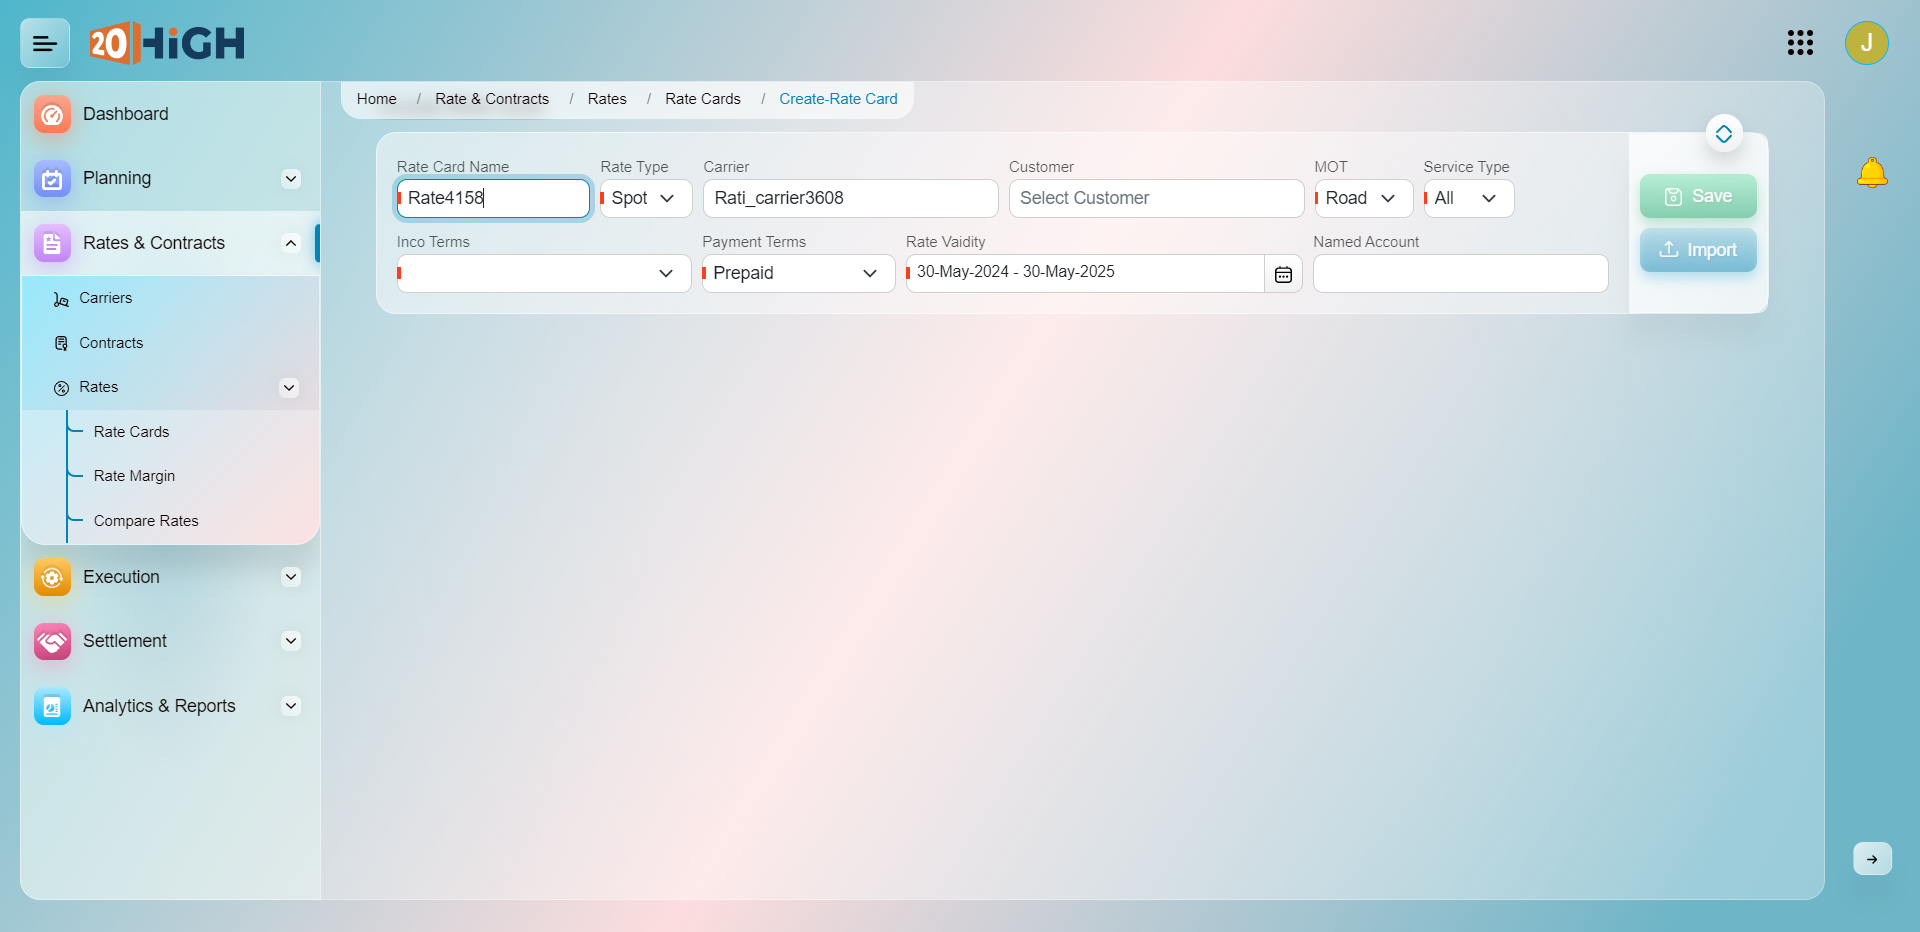 20HiGH
J
Dashboard
Planning
Rates & Contracts
Carriers
Contracts
Rates
Rate Cards
Rate Margin
Compare Rates
Execution
Settlement
Analytics & Reports
Home / Rate & Contracts / Rates / Rate Cards / Create-Rate Card
Rate Card Name Rate Type Carrier Customer MOT Service Type
Rate4158 Spot Rati_carrier3608 Select Customer Road All
Inco Terms Payment Terms Rate Vaidity Named Account
Prepaid 30-May-2024 - 30-May-2025
Save
Import